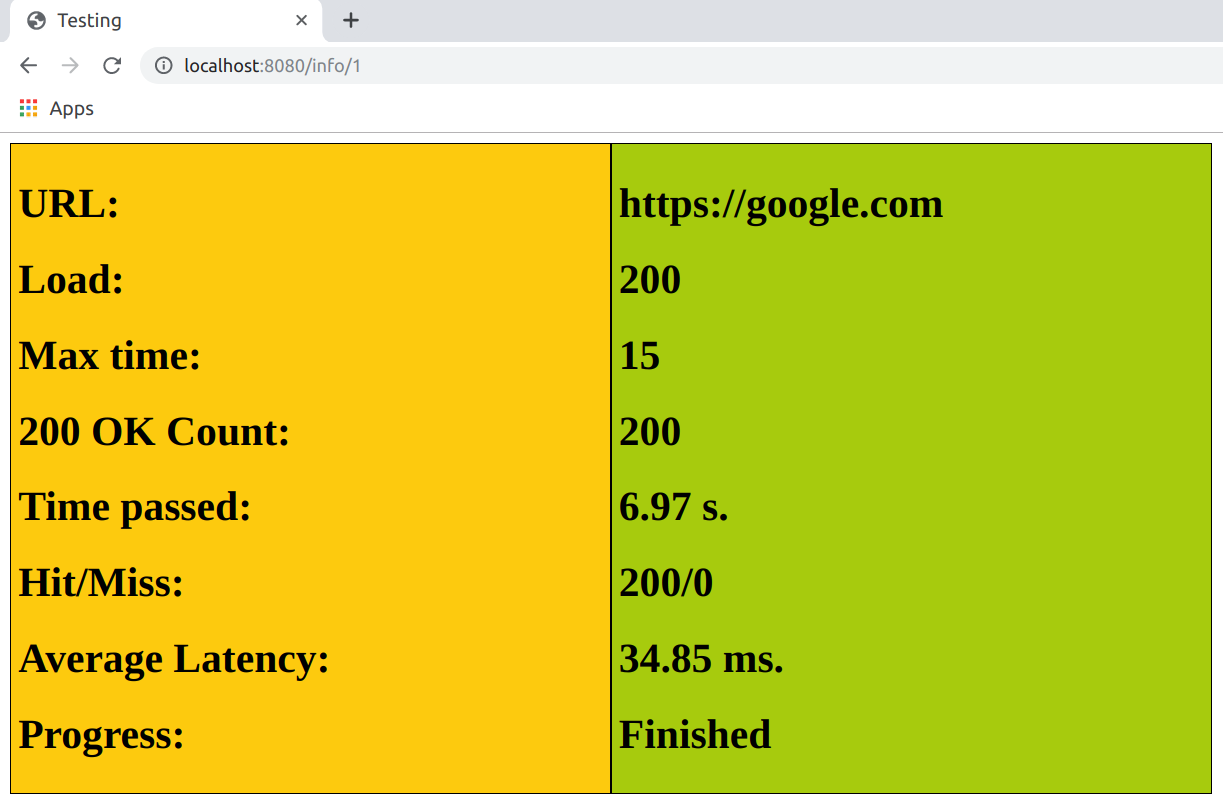 Testing
localhost:8080/info/1
Apps
URL: https://google.com
Load: 200
Max time: 15
200 OK Count: 200
Time passed: 6.97 s.
Hit/Miss: 200/0
Average Latency: 34.85 ms.
Progress: Finished